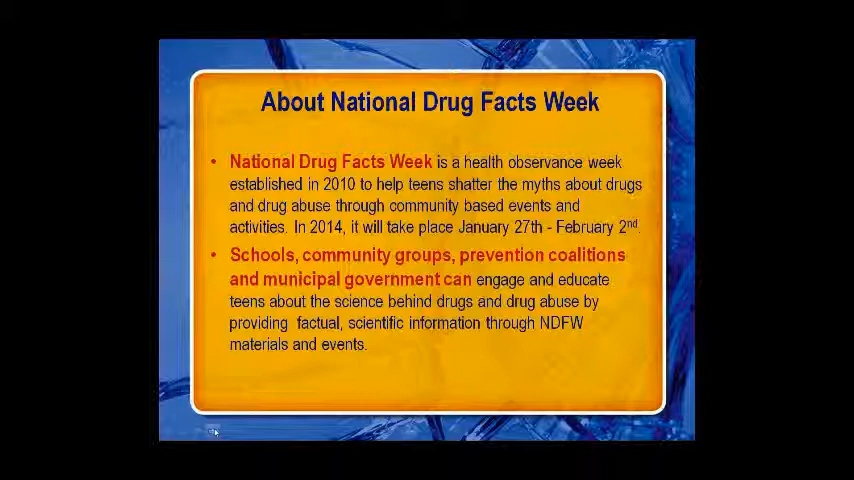 About National Drug Facts Week
• National Drug Facts Week is a health observance week
established in 2010 to help teens shatter the myths about drugs
and drug abuse through community based events and
activities. In 2014, it will take place January 27th - February 2nd.
• Schools, community groups, prevention coalitions
and municipal government can engage and educate
teens about the science behind drugs and drug abuse by
providing factual, scientific information through NDFW
materials and events.